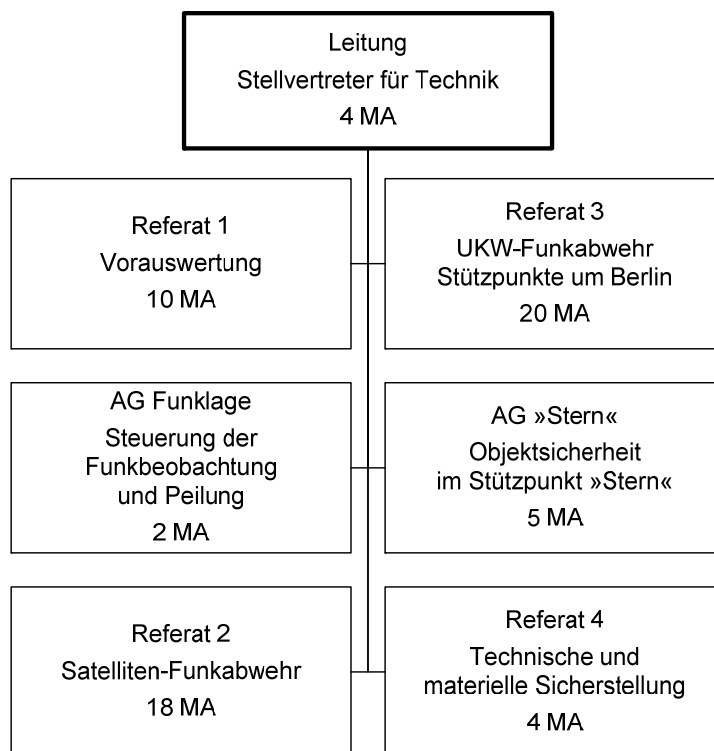 Leitung
Stellvertreter für Technik
4 MA
Referat 1
Vorauswertung
10 MA
Referat 3
UKW-Funkabwehr
Stützpunkte um Berlin
20 MA
AG Funklage
Steuerung der
Funkbeobachtung
und Peilung
2 MA
AG »Stern«
Objektsicherheit
im Stützpunkt »Stern«
5 MA
Referat 2
Satelliten-Funkabwehr
18 MA
Referat 4
Technische und
materielle Sicherstellung
4 MA